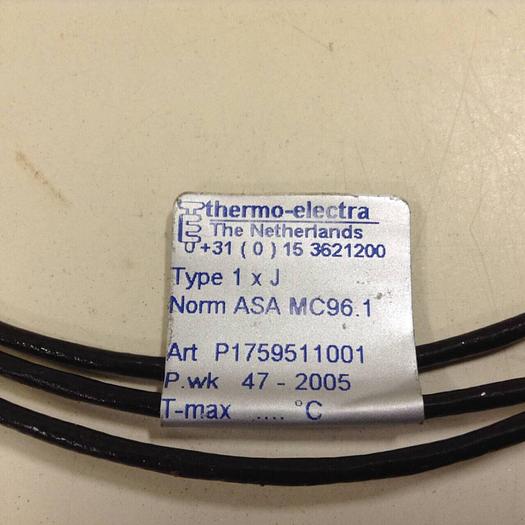 thermo-electra
The Netherlands
+31 ( 0 ) 15 3621200
Type 1 x J
Norm ASA MC96.1
Art P1759511001
P.wk 47 - 2005
T-max .... °C